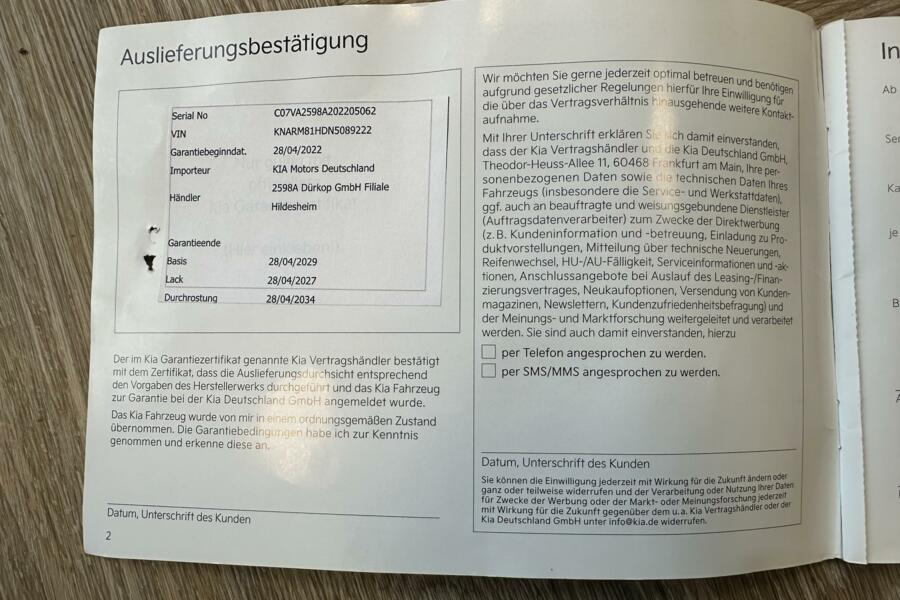 Auslieferungsbestätigung
Serial No C07VA2598A202205062
VIN KNARM81HDN5089222
Garantiebeginndat. 28/04/2022
Importeur KIA Motors Deutschland
Händler 2598A Dürkop GmbH Filiale
Hildesheim
Garantieende
Basis 28/04/2029
Lack 28/04/2027
Durchrostung 28/04/2034
Der im Kia Garantiezertifikat genannte Kia Vertragshändler bestätigt
mit dem Zertifikat, dass die Auslieferungsdurchsicht entsprechend
den Vorgaben des Herstellerwerks durchgeführt und das Kia Fahrzeug
zur Garantie bei der Kia Deutschland GmbH angemeldet wurde.
Das Kia Fahrzeug wurde von mir in einem ordnungsgemäßen Zustand
übernommen. Die Garantiebedingungen habe ich zur Kenntnis
genommen und erkenne diese an.
Datum, Unterschrift des Kunden
2
Wir möchten Sie gerne jederzeit optimal betreuen und benötigen
aufgrund gesetzlicher Regelungen hierfür Ihre Einwilligung für
die über das Vertragsverhältnis hinausgehende weitere Kontakt-
aufnahme.
Mit Ihrer Unterschrift erklären Sie sich damit einverstanden,
dass der Kia Vertragshändler und die Kia Deutschland GmbH,
Theodor-Heuss-Allee 11, 60468 Frankfurt am Main, Ihre per-
sonenbezogenen Daten sowie die technischen Daten Ihres
Fahrzeugs (insbesondere die Service- und Werkstattdaten),
ggf. auch an beauftragte und weisungsgebundene Dienstleister
(Auftragsdatenverarbeiter) zum Zwecke der Direktwerbung
(z. B. Kundeninformation und -betreuung, Einladung zu Pro-
duktvorstellungen, Mitteilung über technische Neuerungen,
Reifenwechsel, HU-/AU-Fälligkeit, Serviceinformationen und -ak-
tionen, Anschlussangebote bei Auslauf des Leasing-/Finan-
zierungsvertrages, Neukaufoptionen, Versendung von Kunden-
magazinen, Newslettern, Kundenzufriedenheitsbefragung) und
der Meinungs- und Marktforschung weitergeleitet und verarbeitet
werden. Sie sind auch damit einverstanden, hierzu
per Telefon angesprochen zu werden.
per SMS/MMS angesprochen zu werden.
Datum, Unterschrift des Kunden
Sie können die Einwilligung jederzeit mit Wirkung für die Zukunft ändern oder
ganz oder teilweise widerrufen und der Verarbeitung oder Nutzung Ihrer Daten
für Zwecke der Werbung oder der Markt- oder Meinungsforschung jederzeit
mit Wirkung für die Zukunft gegenüber dem u. a. Kia Vertragshändler oder der
Kia Deutschland GmbH unter info@kia.de widerrufen.
In
Ab
je